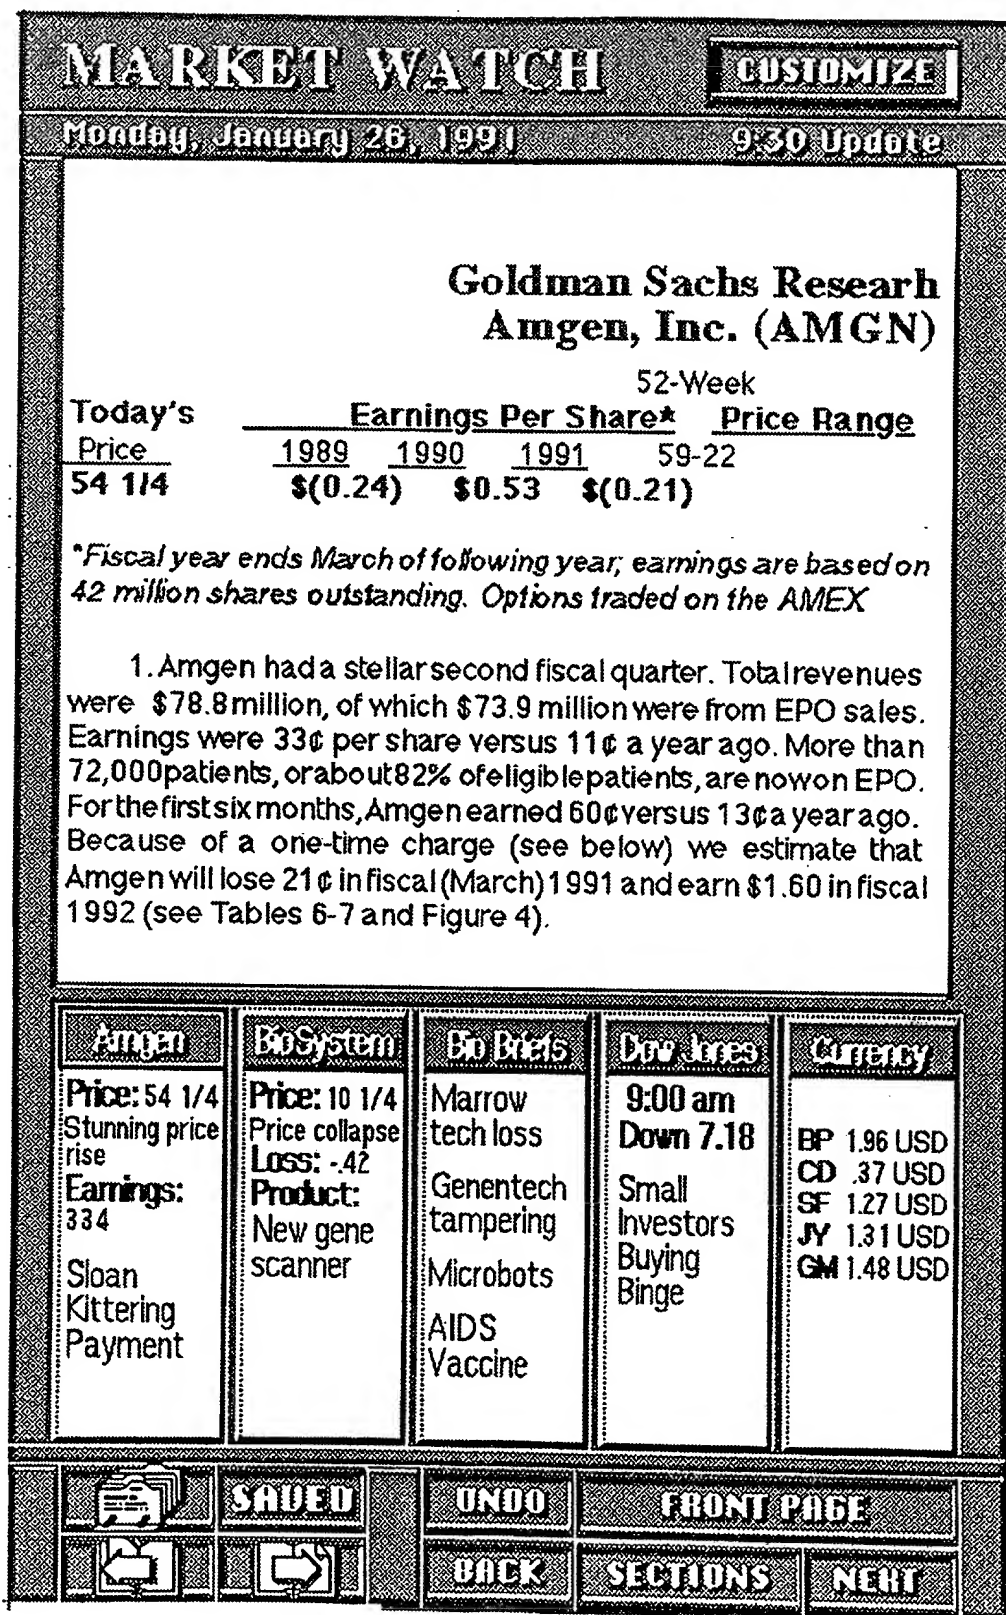 MARKET WATCH
CUSTOMIZE
Monday, January 26, 1991
9:30 Update
Goldman Sachs Researh
Amgen, Inc. (AMGN)
52-Week
Today's Earnings Per Share* Price Range
Price 1989 1990 1991 59-22
54 1/4 $(0.24) $0.53 $(0.21)
*Fiscal year ends March of following year; earnings are based on
42 million shares outstanding. Options traded on the AMEX
1. Amgen had a stellar second fiscal quarter. Total revenues
were $78.8 million, of which $73.9 million were from EPO sales.
Earnings were 33¢ per share versus 11¢ a year ago. More than
72,000 patients, or about 82% of eligible patients, are now on EPO.
For the first six months, Amgen earned 60¢ versus 13¢ a year ago.
Because of a one-time charge (see below) we estimate that
Amgen will lose 21¢ in fiscal (March) 1991 and earn $1.60 in fiscal
1992 (see Tables 6-7 and Figure 4).
Amgen
Price: 54 1/4
Stunning price
rise
Earnings:
334
Sloan
Kittering
Payment
BioSystem
Price: 10 1/4
Price collapse
Loss: -.42
Product:
New gene
scanner
Bio Briefs
Marrow
tech loss
Genentech
tampering
Microbots
AIDS
Vaccine
Dow Jones
9:00 am
Down 7.18
Small
Investors
Buying
Binge
Currency
BP 1.96 USD
CD .37 USD
SF 1.27 USD
JY 1.31 USD
GM 1.48 USD
SAVED
UNDO
FRONT PAGE
BACK
SECTIONS
NEXT